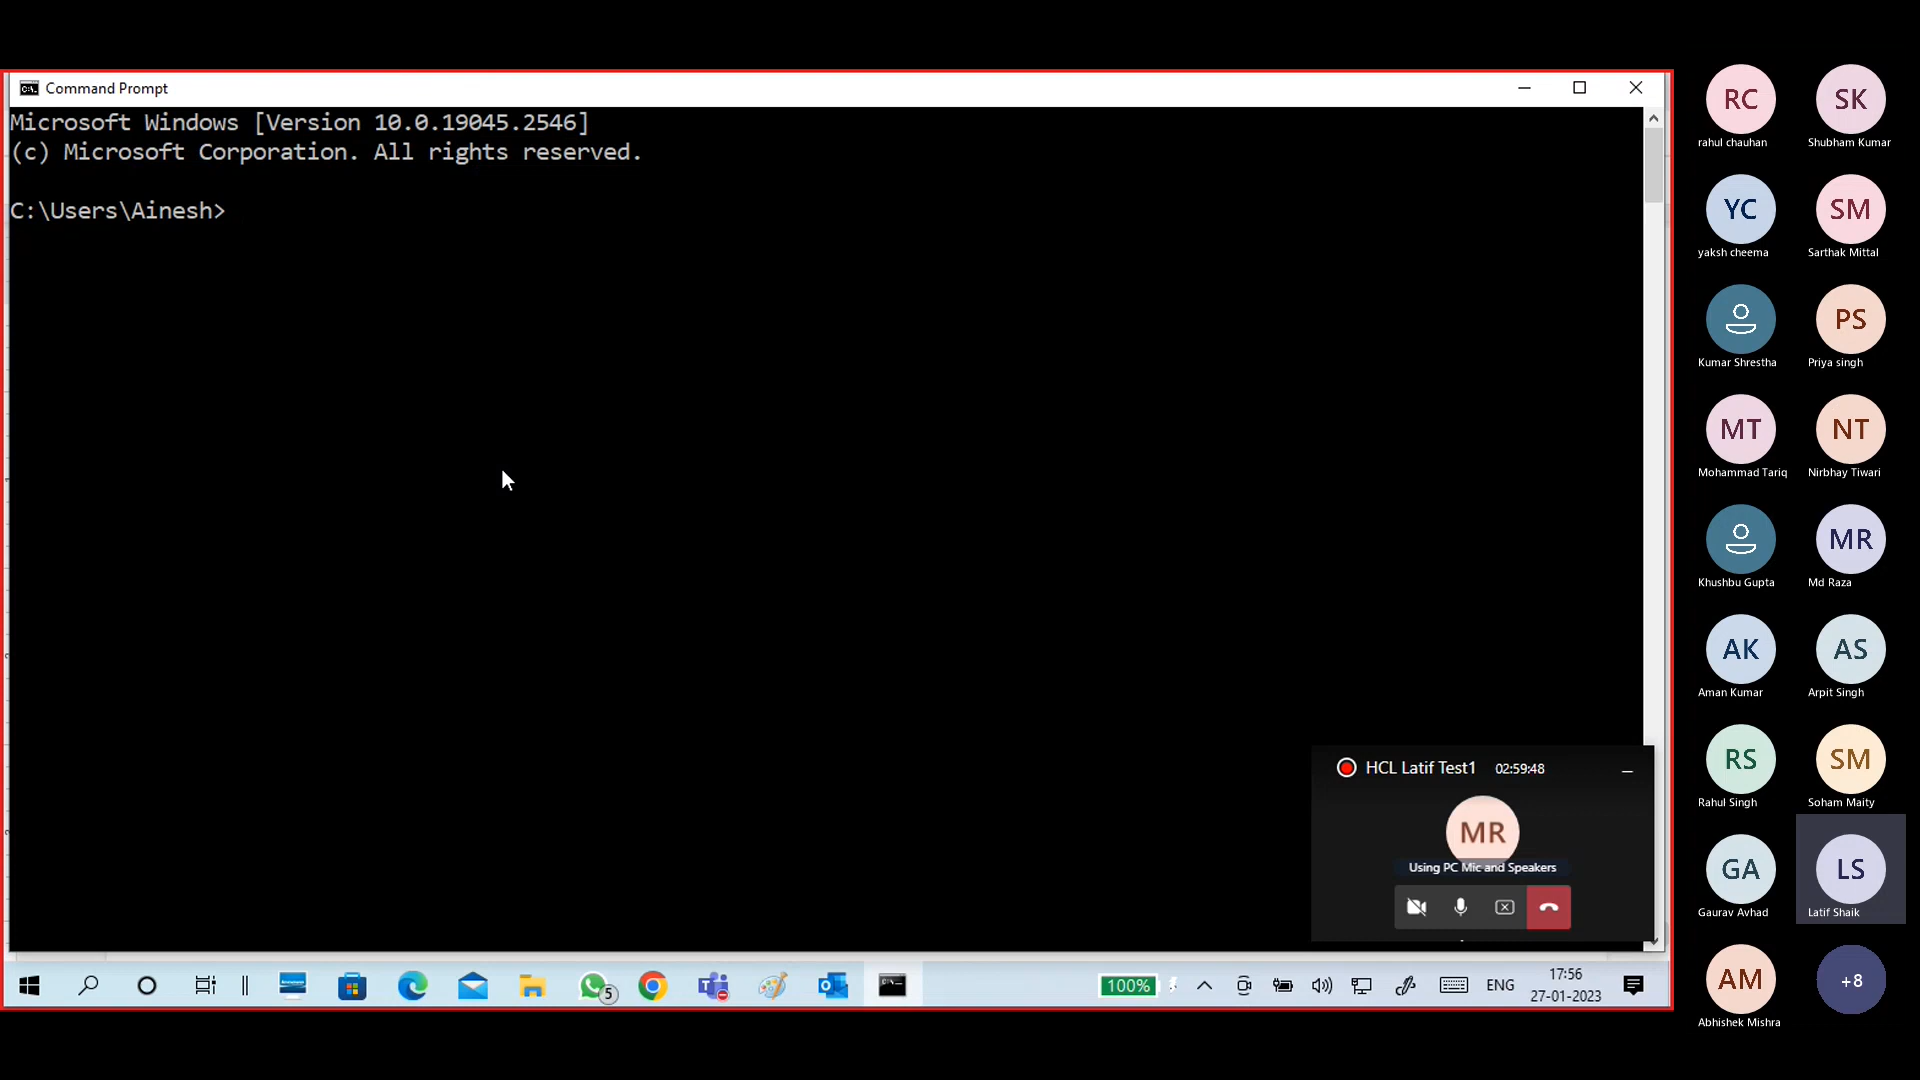 Command Prompt
Microsoft Windows [Version 10.0.19045.2546]
(c) Microsoft Corporation. All rights reserved.
C:\Users\Ainesh>
HCL Latif Test1 02:59:48
MR
Using PC Mic and Speakers
5
100%
ENG
17:56
27-01-2023
RC
rahul chauhan
SK
Shubham Kumar
YC
yaksh cheema
SM
Sarthak Mittal
Kumar Shrestha
PS
Priya singh
MT
Mohammad Tariq
NT
Nirbhay Tiwari
Khushbu Gupta
MR
Md Raza
AK
Aman Kumar
AS
Arpit Singh
RS
Rahul Singh
SM
Soham Maity
GA
Gaurav Avhad
LS
Latif Shaik
AM
Abhishek Mishra
+8